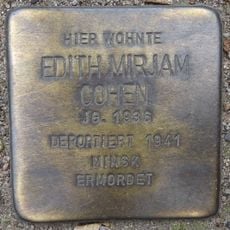 HIER WOHNTE
EDITH MIRJAM
COHEN
JG. 1936
DEPORTIERT 1941
MINSK
ERMORDET